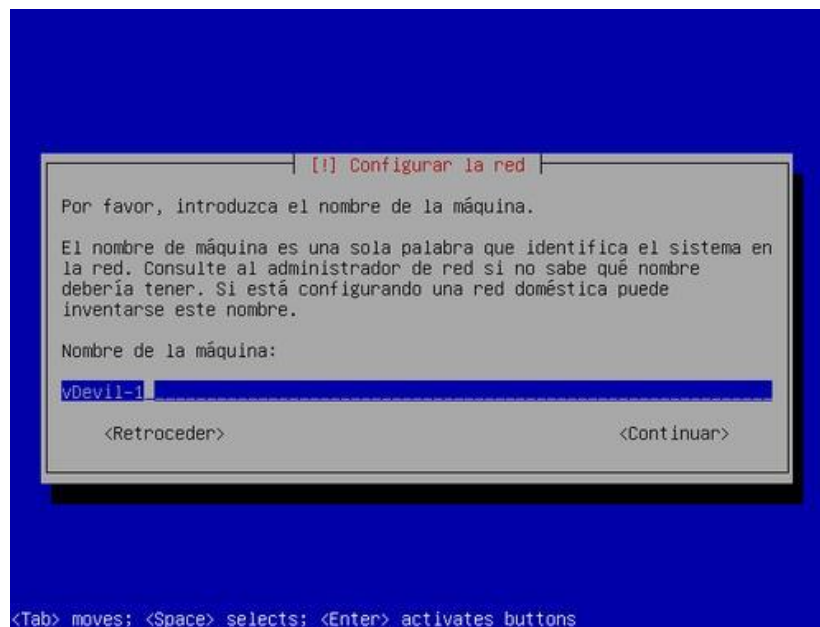 [!] Configurar la red
Por favor, introduzca el nombre de la máquina.
El nombre de máquina es una sola palabra que identifica el sistema en
la red. Consulte al administrador de red si no sabe qué nombre
debería tener. Si está configurando una red doméstica puede
inventarse este nombre.
Nombre de la máquina:
vDevil-1
<Retroceder> <Continuar>
<Tab> moves; <Space> selects; <Enter> activates buttons